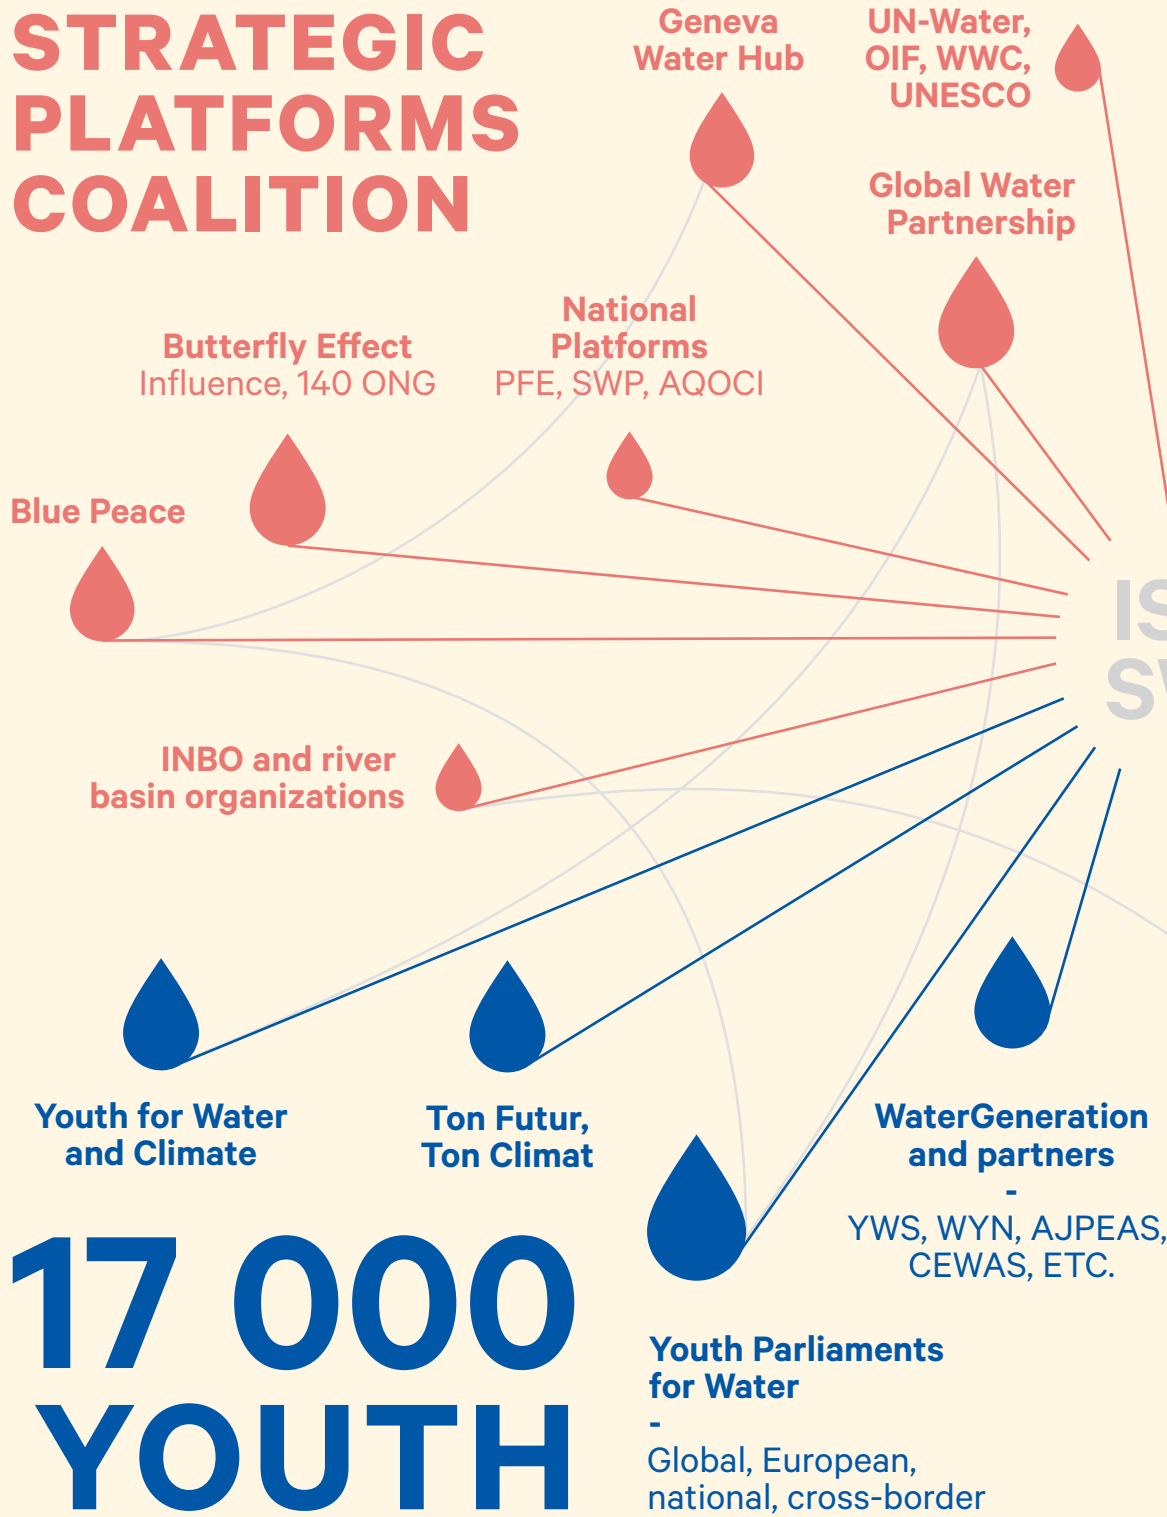 STRATEGIC
PLATFORMS
COALITION
Geneva
Water Hub
UN-Water,
OIF, WWC,
UNESCO
Global Water
Partnership
National
Platforms
PFE, SWP, AQOCI
Butterfly Effect
Influence, 140 ONG
Blue Peace
IS
SW
INBO and river
basin organizations
Youth for Water
and Climate
Ton Futur,
Ton Climat
WaterGeneration
and partners
-
YWS, WYN, AJPEAS,
CEWAS, ETC.
17 000
YOUTH
Youth Parliaments
for Water
-
Global, European,
national, cross-border